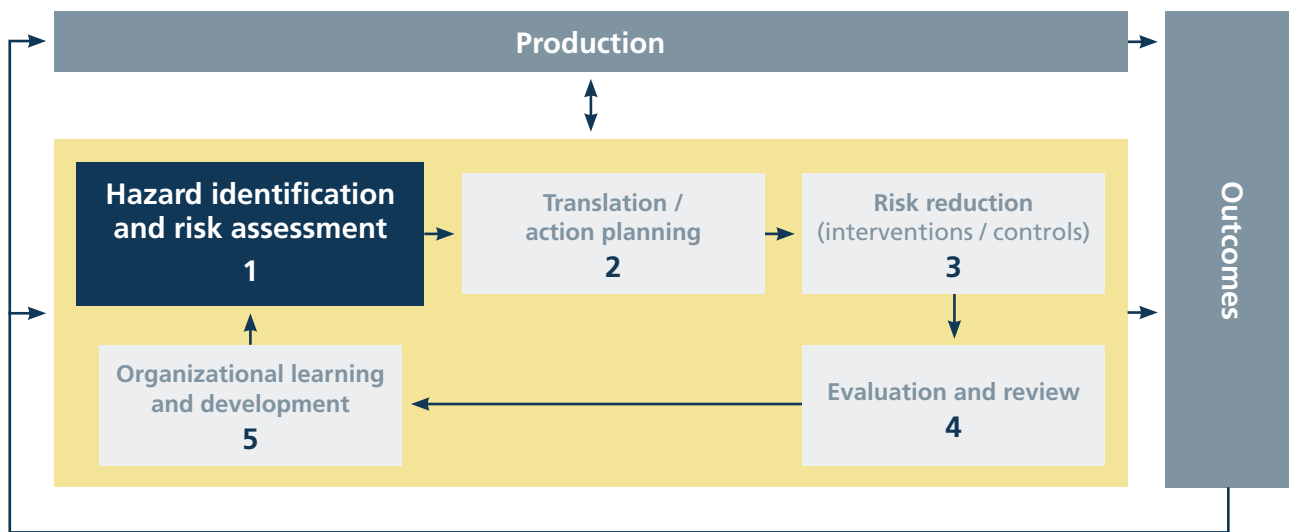 Production
Hazard identification
and risk assessment
1
Translation /
action planning
2
Risk reduction
(interventions / controls)
3
Organizational learning
and development
5
Evaluation and review
4
Outcomes